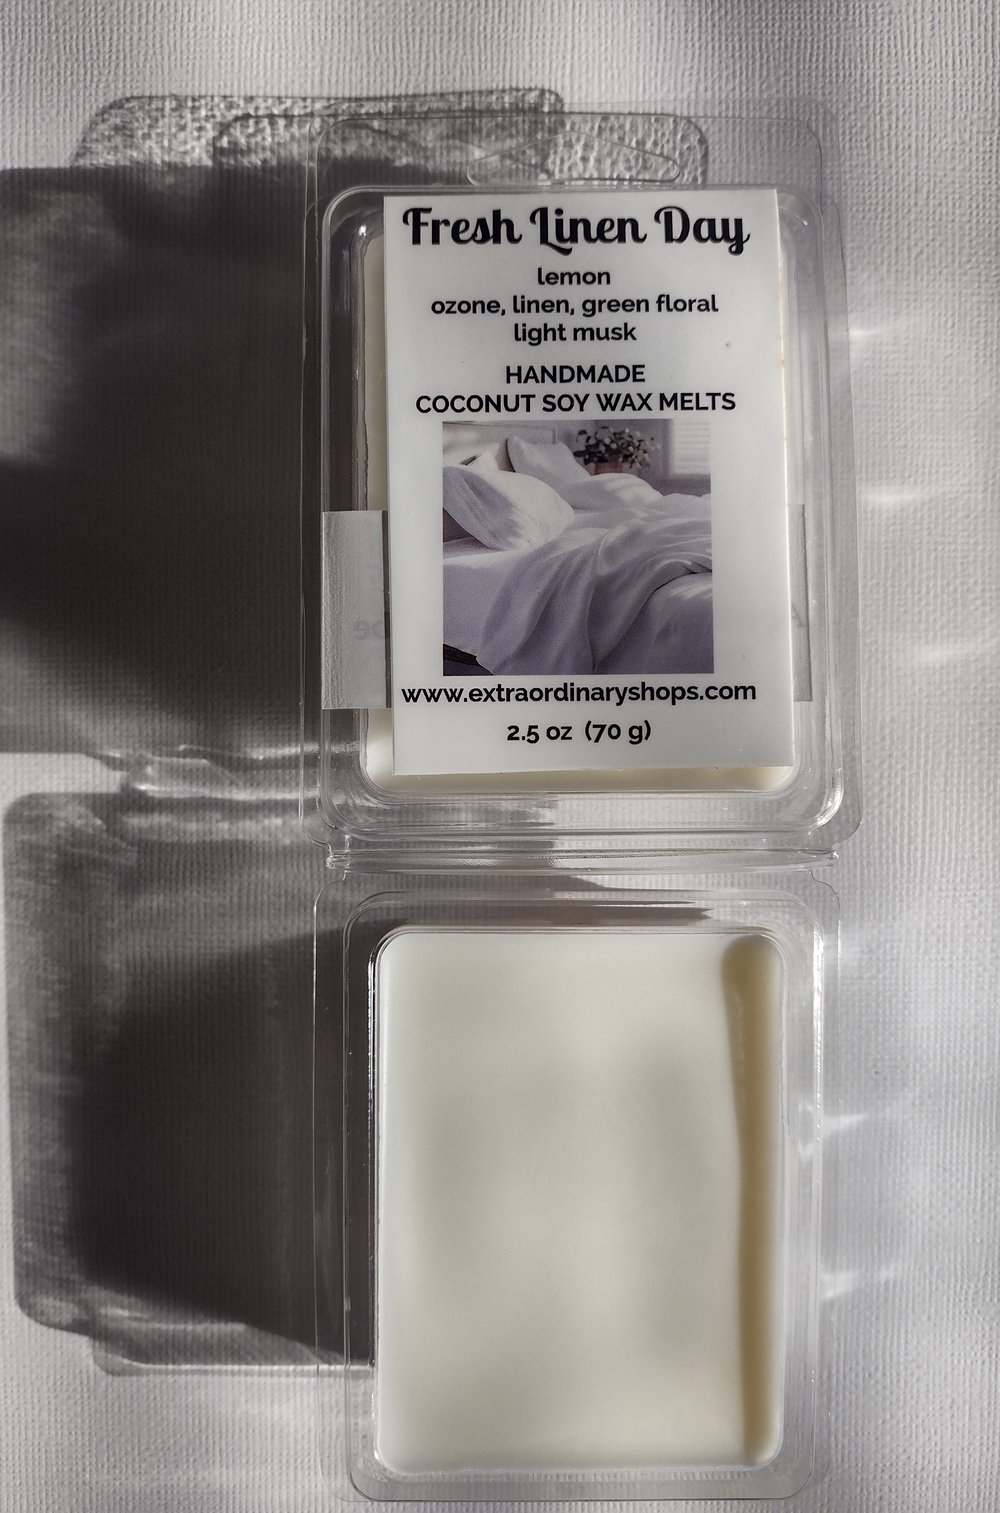 Fresh Linen Day
lemon
ozone, linen, green floral
light musk
HANDMADE
COCONUT SOY WAX MELTS
www.extraordinaryshops.com
2.5 oz (70 g)